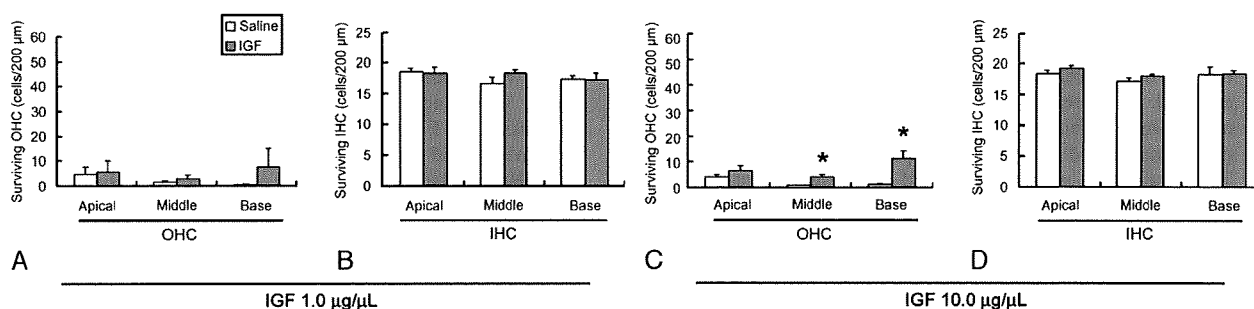 Saline
IGF
Surviving OHC (cells/200 μm)
60
50
40
30
20
10
0
Apical Middle Base
OHC
A
Surviving IHC (cells/200 μm)
25
20
15
10
5
0
Apical Middle Base
IHC
B
IGF 1.0 μg/μL
Surviving OHC (cells/200 μm)
60
50
40
30
20
10
0
*
*
Apical Middle Base
OHC
C
Surviving IHC (cells/200 μm)
25
20
15
10
5
0
Apical Middle Base
IHC
D
IGF 10.0 μg/μL